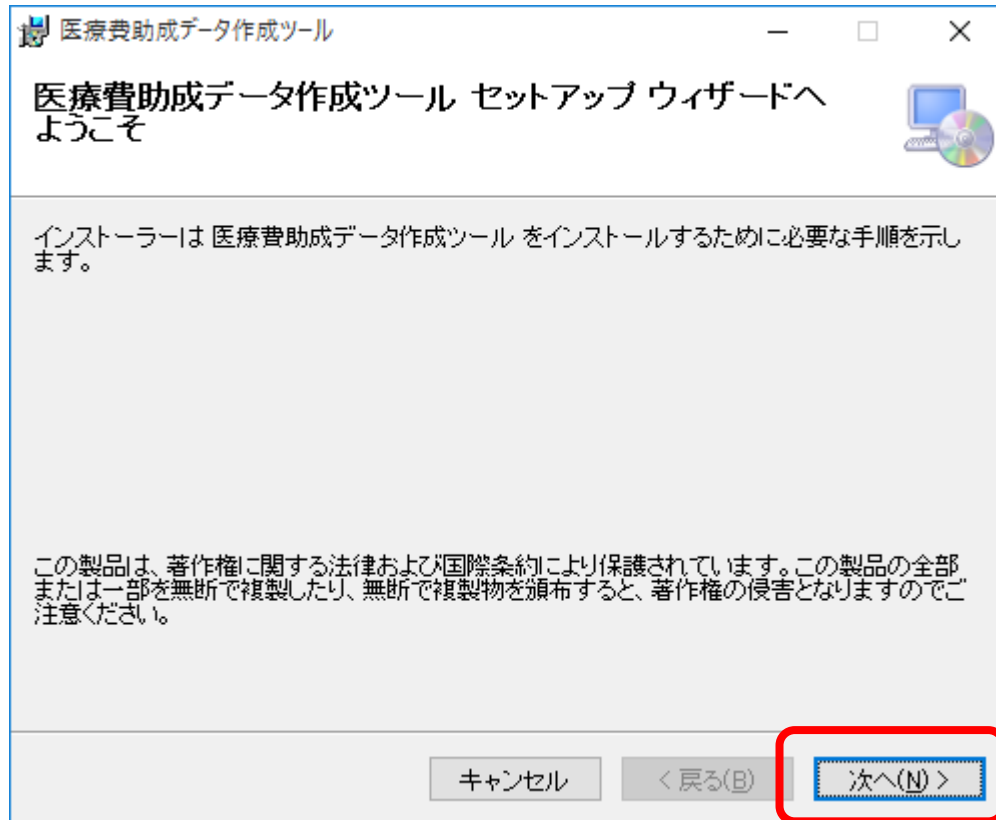 医療費助成データ作成ツール
医療費助成データ作成ツール セットアップ ウィザードへ
ようこそ
インストーラーは 医療費助成データ作成ツール をインストールするために必要な手順を示し
ます。
この製品は、著作権に関する法律および国際条約により保護されています。この製品の全部
または一部を無断で複製したり、無断で複製物を頒布すると、著作権の侵害となりますのでご
注意ください。
キャンセル
< 戻る(B)
次へ(N) >